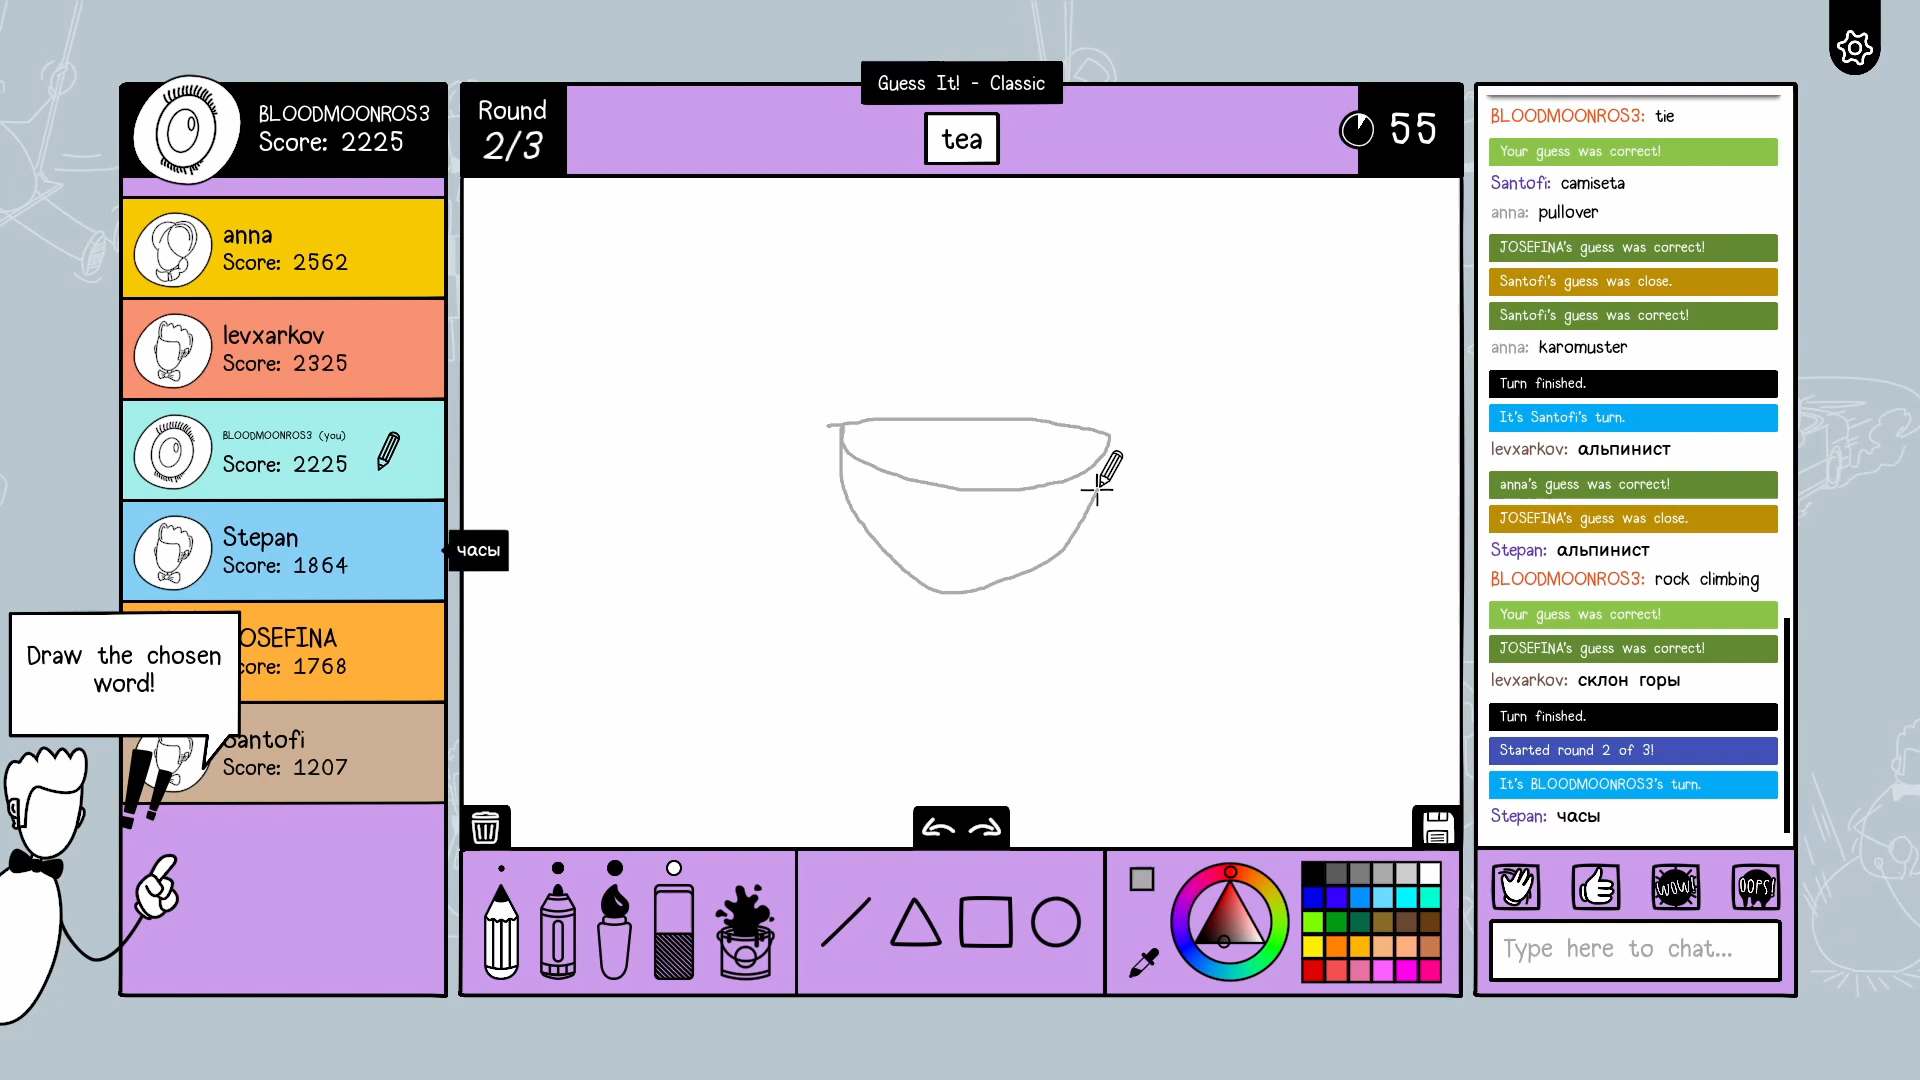 Guess It! - Classic
BLOODMOONROS3
Score: 2225
Round
2/3
tea
55
anna
Score: 2562
levxarkov
Score: 2325
BLOODMOONROS3 (you)
Score: 2225
Stepan
Score: 1864
часы
OSEFINA
core: 1768
Santofi
Score: 1207
Draw the chosen
word!
BLOODMOONROS3: tie
Your guess was correct!
Santofi: camiseta
anna: pullover
JOSEFINA's guess was correct!
Santofi's guess was close.
Santofi's guess was correct!
anna: karomuster
Turn finished.
It's Santofi's turn.
levxarkov: альпинист
anna's guess was correct!
JOSEFINA's guess was close.
Stepan: альпинист
BLOODMOONROS3: rock climbing
Your guess was correct!
JOSEFINA's guess was correct!
levxarkov: склон горы
Turn finished.
Started round 2 of 3!
It's BLOODMOONROS3's turn.
Stepan: часы
WOW!
OOPS!
Type here to chat...